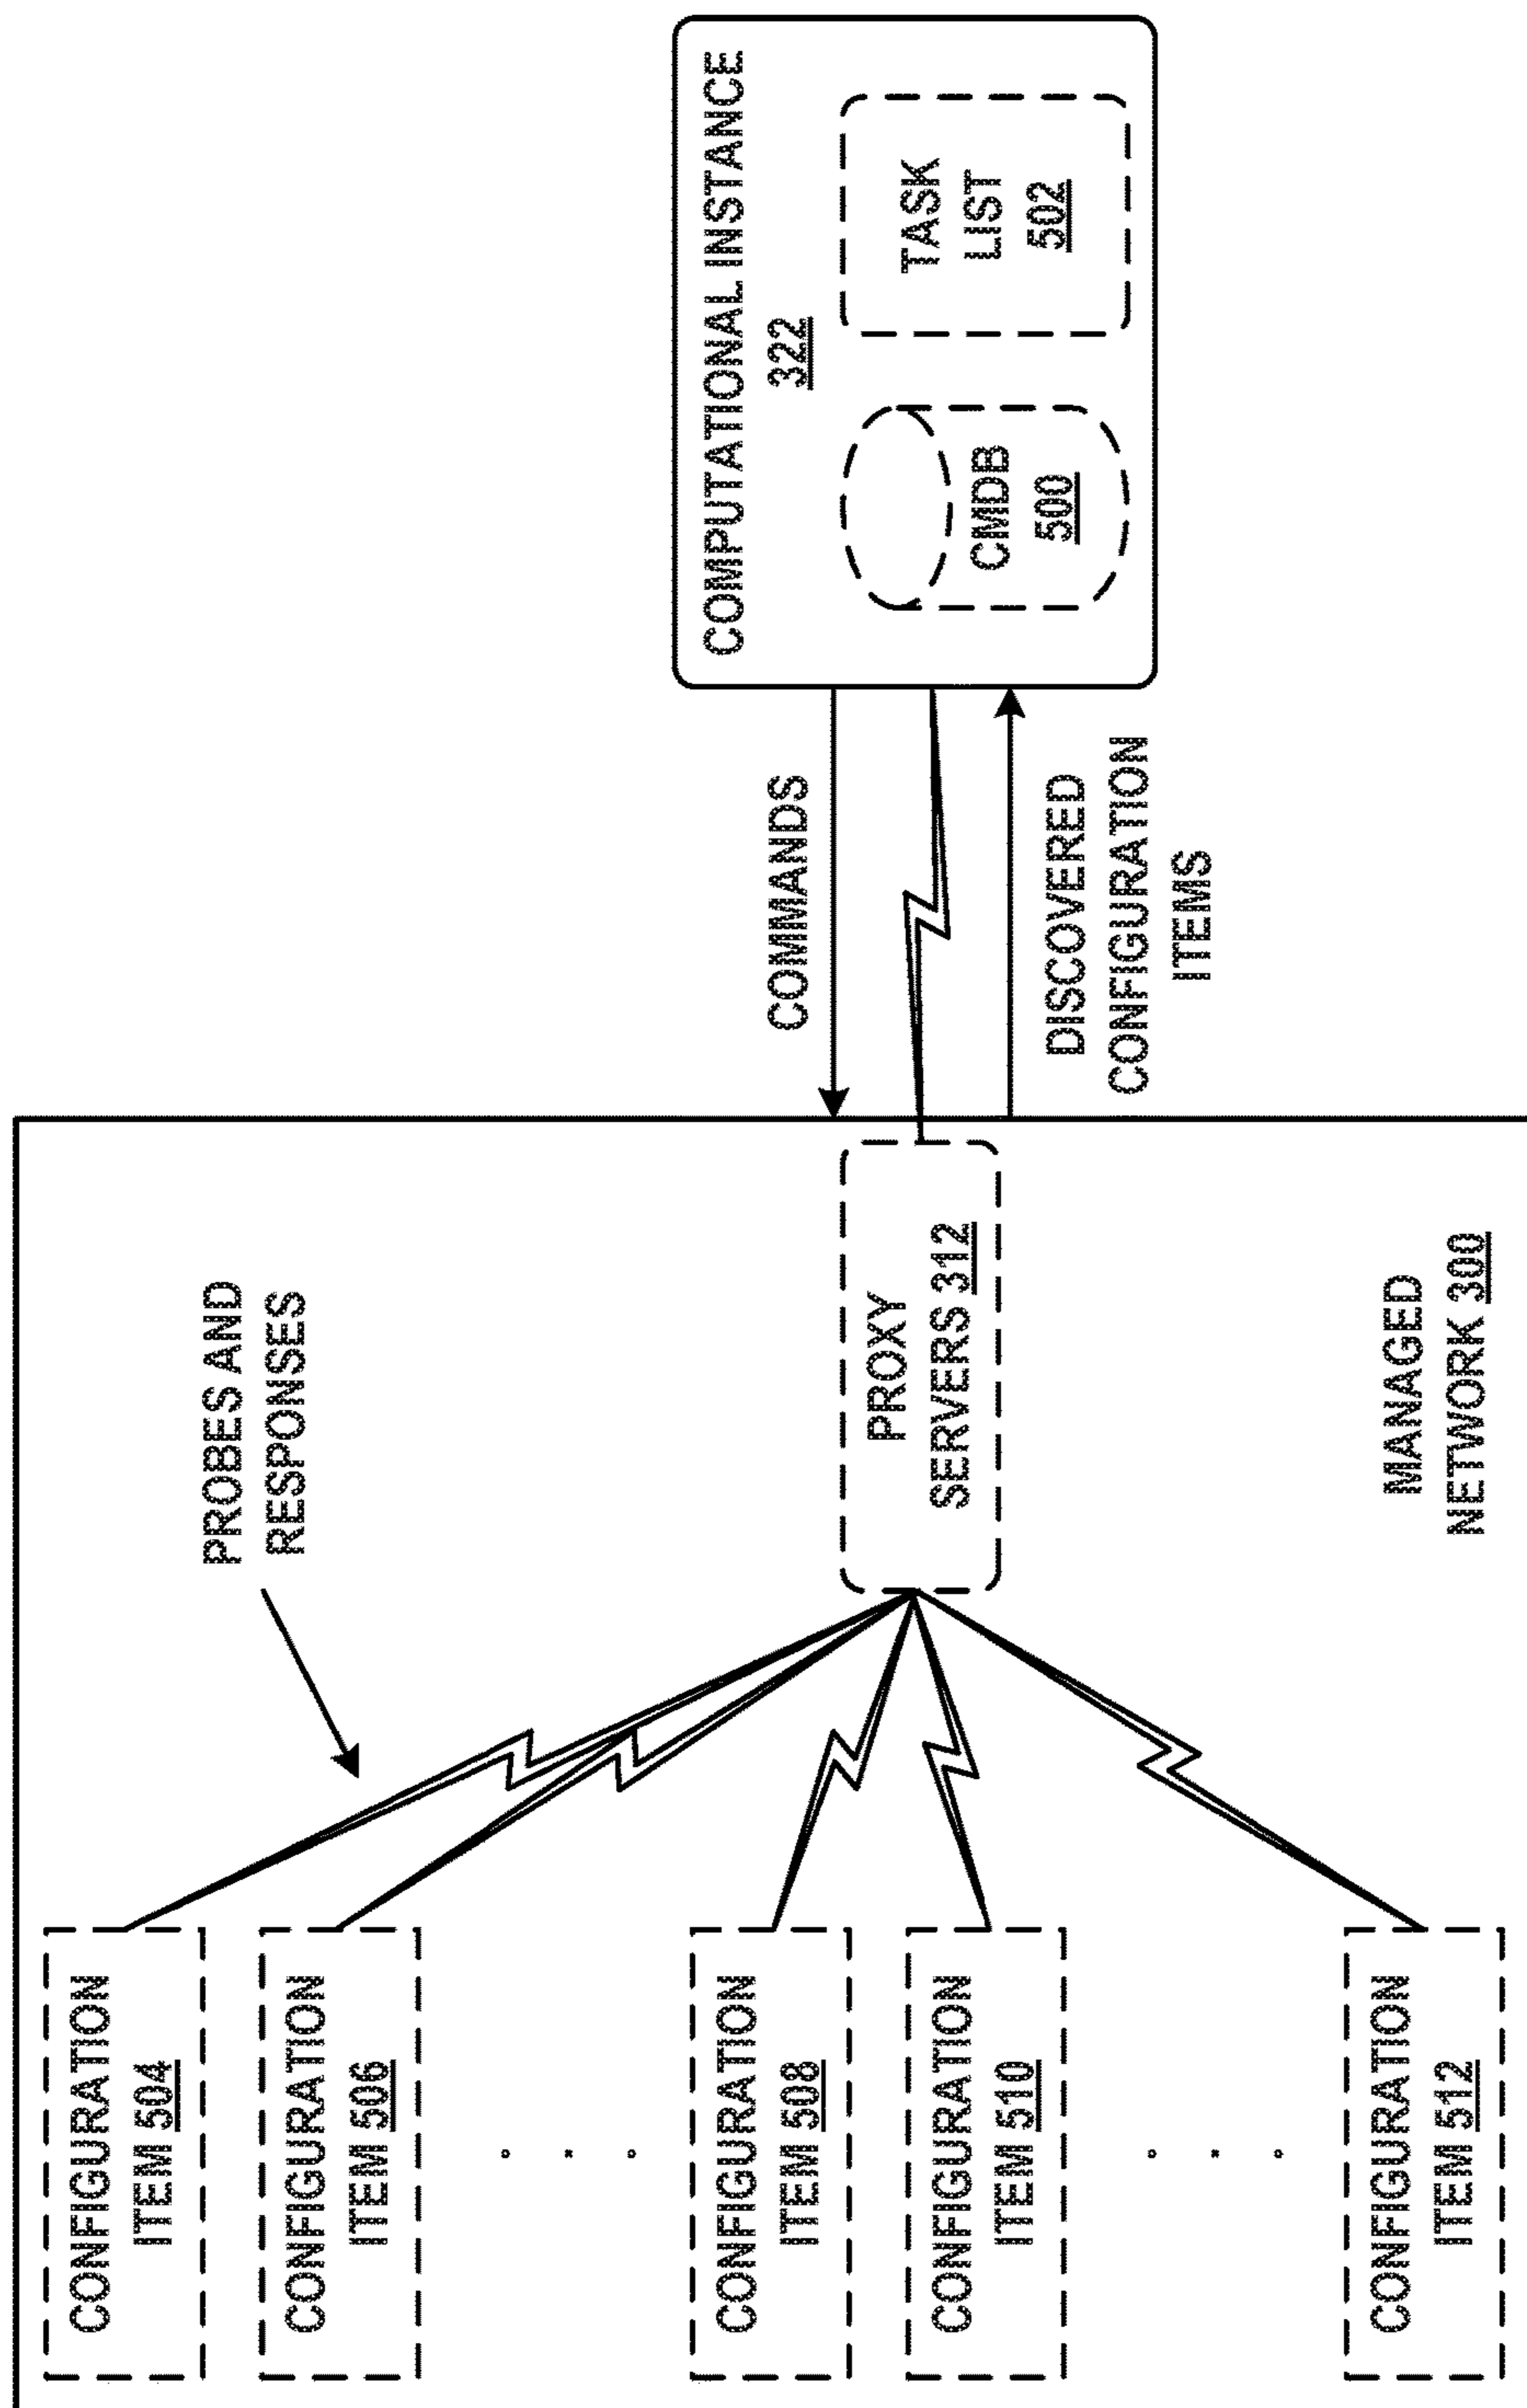 COMPUTATIONAL INSTANCE
322
CMDB
500
TASK
LIST
502
COMMANDS
DISCOVERED
CONFIGURATION
ITEMS
PROBES AND
RESPONSES
PROXY
SERVERS 312
MANAGED
NETWORK 300
CONFIGURATION
ITEM 504
CONFIGURATION
ITEM 506
CONFIGURATION
ITEM 508
CONFIGURATION
ITEM 510
CONFIGURATION
ITEM 512